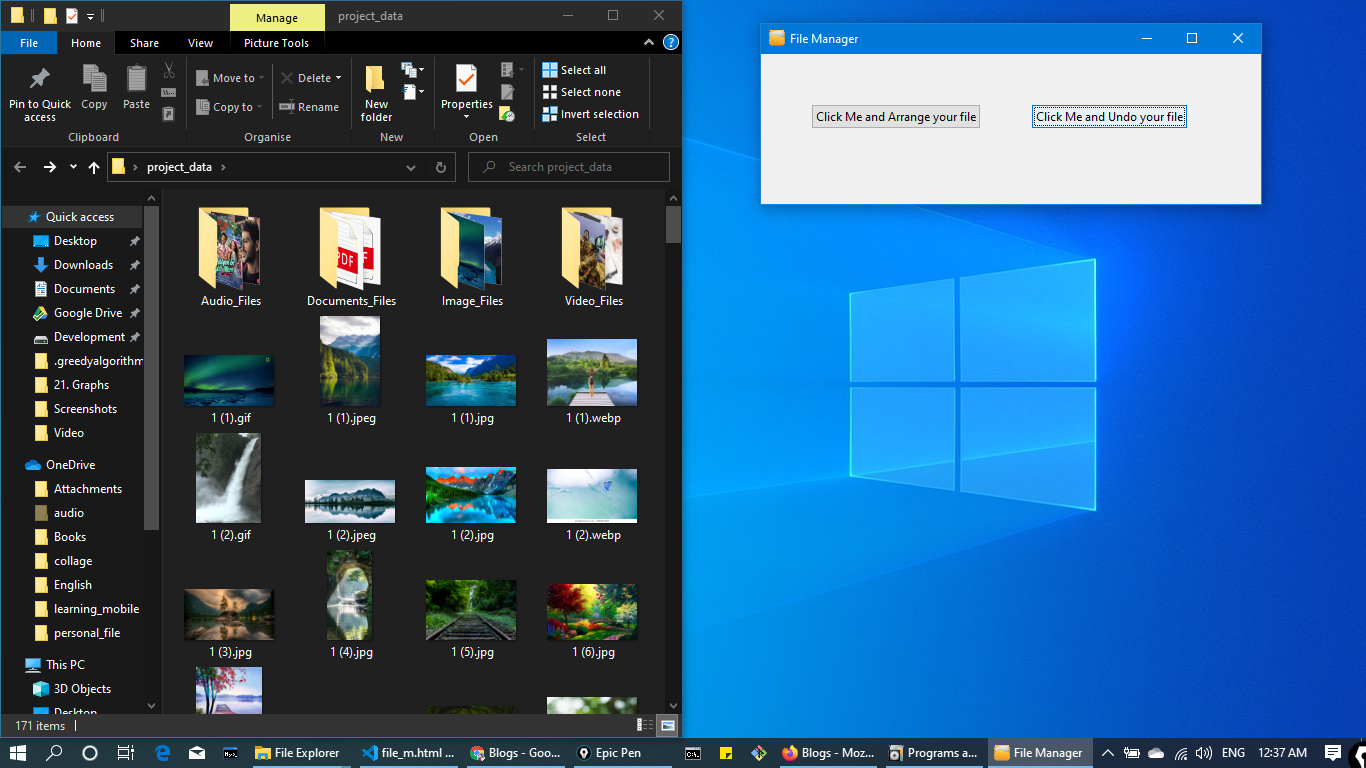 Manage
project_data
File
Home
Share
View
Picture Tools
Pin to Quick access
Copy
Paste
Move to
Copy to
Delete
Rename
New folder
Properties
Select all
Select none
Invert selection
Clipboard
Organise
New
Open
Select
project_data
Search project_data
Quick access
Desktop
Downloads
Documents
Google Drive
Development
.greedyalgorithm
21. Graphs
Screenshots
Video
OneDrive
Attachments
audio
Books
collage
English
learning_mobile
personal_file
This PC
3D Objects
Desktop
Audio_Files
Documents_Files
Image_Files
Video_Files
PDF
1 (1).gif
1 (1).jpeg
1 (1).jpg
1 (1).webp
1 (2).gif
1 (2).jpeg
1 (2).jpg
1 (2).webp
1 (3).jpg
1 (4).jpg
1 (5).jpg
1 (6).jpg
171 items
File Manager
Click Me and Arrange your file
Click Me and Undo your file
File Explorer
file_m.html ...
Blogs - Goo...
Epic Pen
Blogs - Moz...
Programs a...
File Manager
ENG
12:37 AM